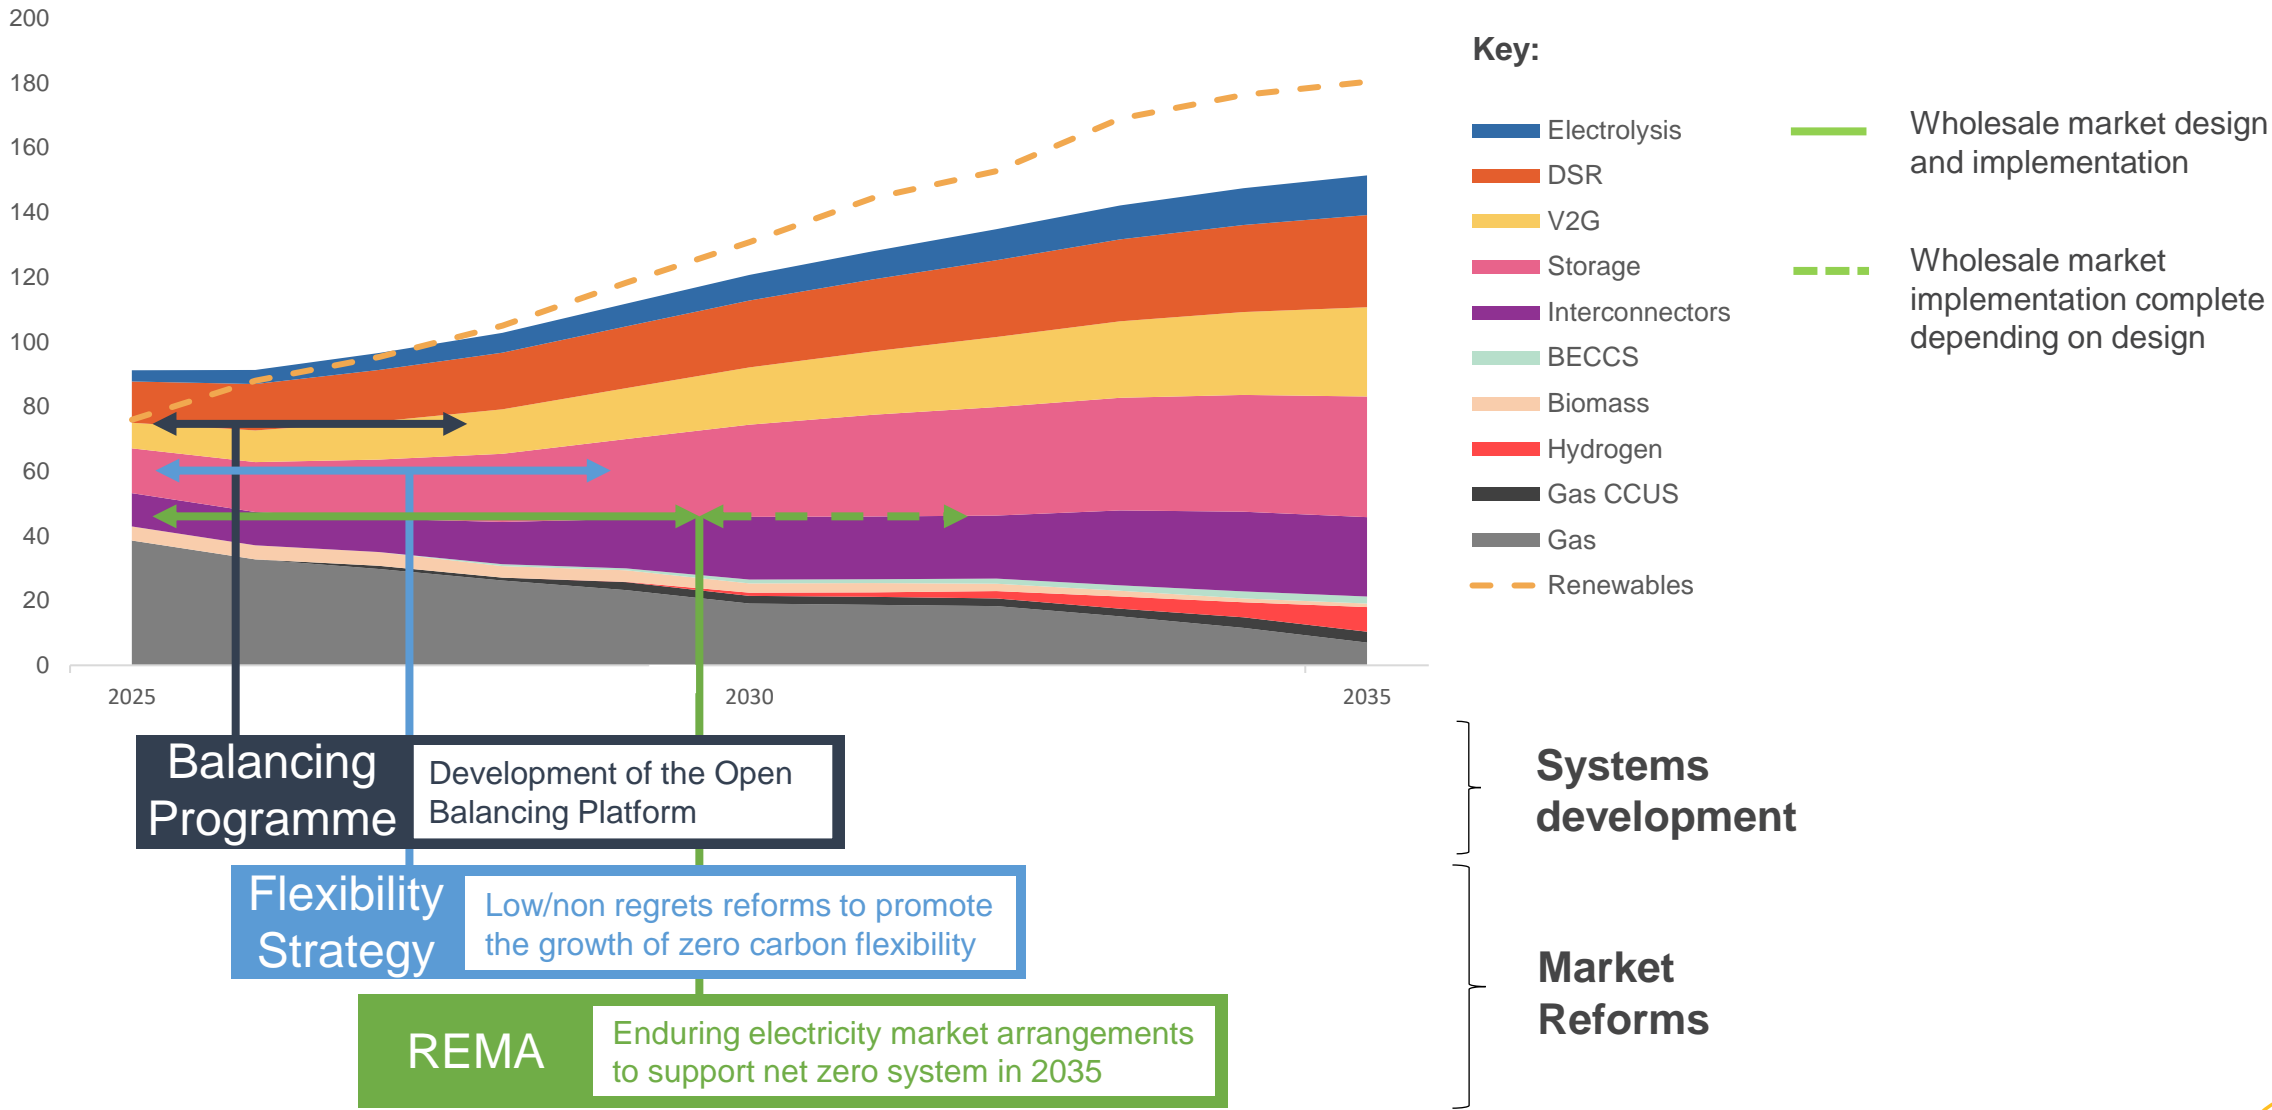 200
180
160
140
120
100
80
60
40
20
0
2025
2030
2035
Key:
Electrolysis
DSR
V2G
Storage
Interconnectors
BECCS
Biomass
Hydrogen
Gas CCUS
Gas
Renewables
Wholesale market design
and implementation
Wholesale market
implementation complete
depending on design
Balancing
Programme
Development of the Open
Balancing Platform
Systems
development
Flexibility
Strategy
Low/non regrets reforms to promote
the growth of zero carbon flexibility
Market
Reforms
REMA
Enduring electricity market arrangements
to support net zero system in 2035